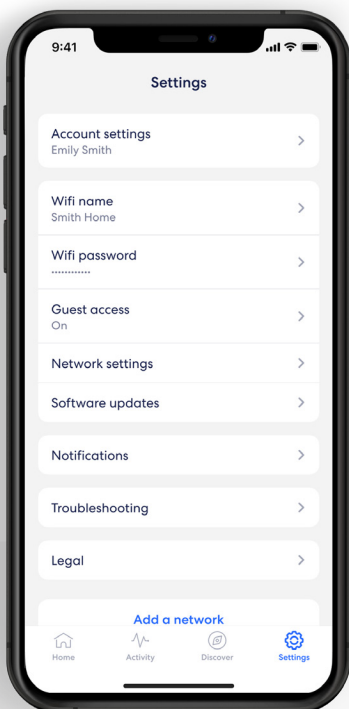 9:41
Settings
Account settings
Emily Smith
Wifi name
Smith Home
Wifi password
••••••••••••
Guest access
On
Network settings
Software updates
Notifications
Troubleshooting
Legal
Add a network
Home
Activity
Discover
Settings